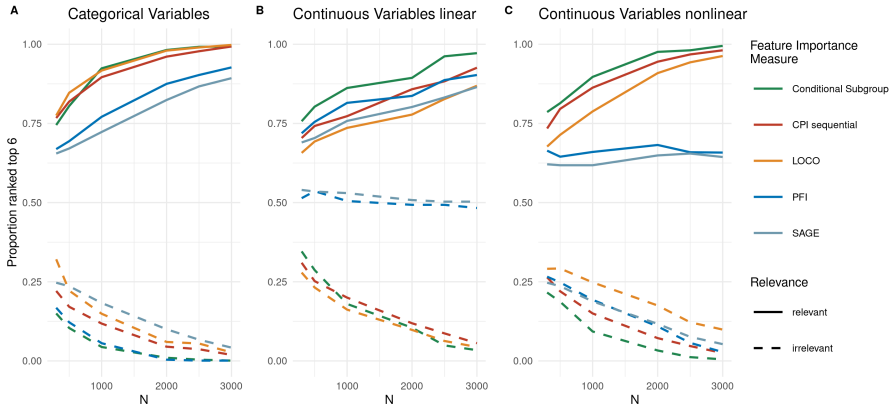 A Categorical Variables
B Continuous Variables linear
C Continuous Variables nonlinear
Proportion ranked top 6
1.00
0.75
0.50
0.25
0.00
1000 2000 3000
N
1.00
0.75
0.50
0.25
0.00
1000 2000 3000
N
1.00
0.75
0.50
0.25
0.00
1000 2000 3000
N
Feature Importance
Measure
Conditional Subgroup
CPI sequential
LOCO
PFI
SAGE
Relevance
relevant
irrelevant